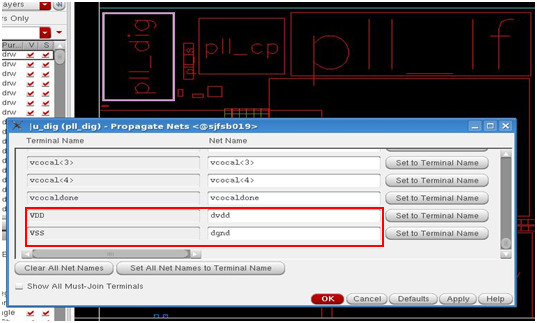 ayers
rs Only
Pur... V S
drw
drw
drw
drw
drw
drw
drw
drw
pll_dig
pll_cp
pll_lf
|u_dig (pll_dig) - Propagate Nets <@sjfsb019>
Terminal Name Net Name
vcocal<3> vcocal<3> Set to Terminal Name
vcocal<4> vcocal<4> Set to Terminal Name
vcocaldone vcocaldone Set to Terminal Name
VDD dvdd Set to Terminal Name
VSS dgnd Set to Terminal Name
Clear All Net Names Set All Net Names to Terminal Name
Show All Must-Join Terminals
OK Cancel Defaults Apply Help
gle